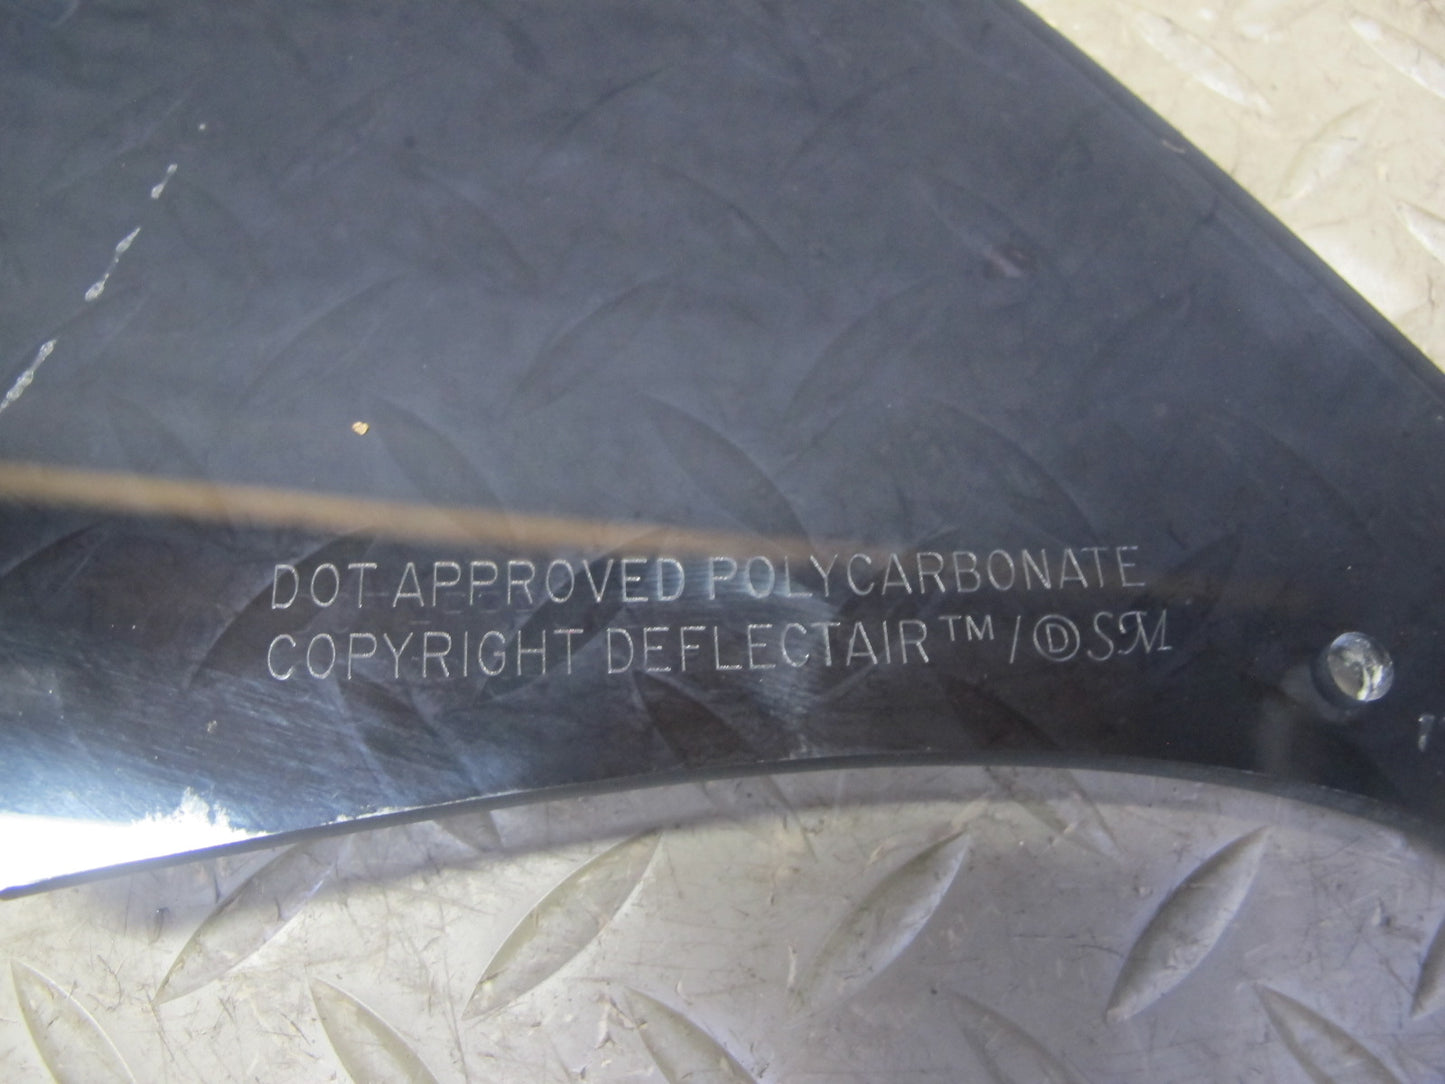 DOT APPROVED POLYCARBONATE
COPYRIGHT DEFLECTAIR™/ⒹSM